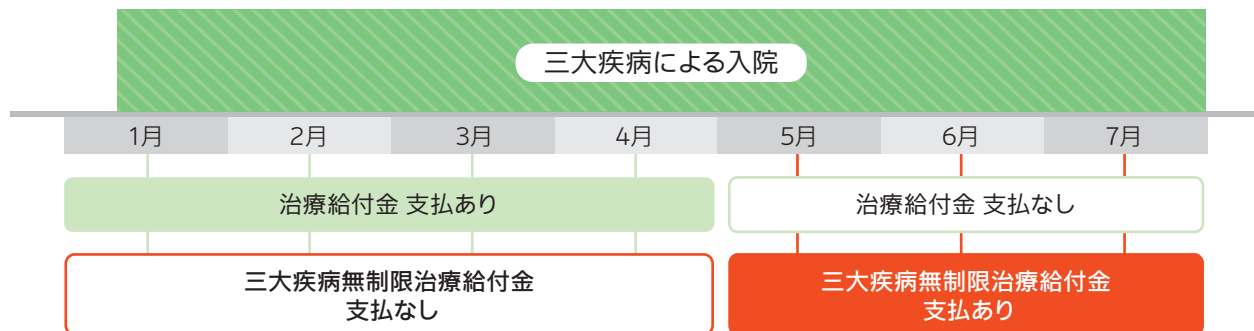 三大疾病による入院
1月 2月 3月 4月 5月 6月 7月
治療給付金 支払あり 治療給付金 支払なし
三大疾病無制限治療給付金
支払なし
三大疾病無制限治療給付金
支払あり